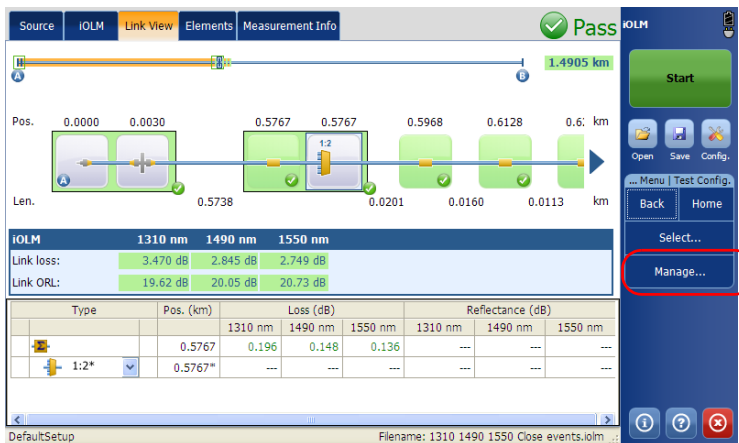 Source iOLM Link View Elements Measurement Info Pass iOLM
A B 1.4905 km
Start
Pos. 0.0000 0.0030 0.5767 0.5767 0.5968 0.6128 0.6: km
1:2
A
Open Save Config.
... Menu | Test Config.
Len. 0.5738 0.0201 0.0160 0.0113 km
Back Home
iOLM 1310 nm 1490 nm 1550 nm
Select...
Link loss: 3.470 dB 2.845 dB 2.749 dB
Manage...
Link ORL: 19.62 dB 20.05 dB 20.73 dB
Type Pos. (km) Loss (dB) Reflectance (dB)
1310 nm 1490 nm 1550 nm 1310 nm 1490 nm 1550 nm
Σ 0.5767 0.196 0.148 0.136 --- --- ---
1:2* 0.5767* --- --- --- --- --- ---
DefaultSetup Filename: 1310 1490 1550 Close events.iolm